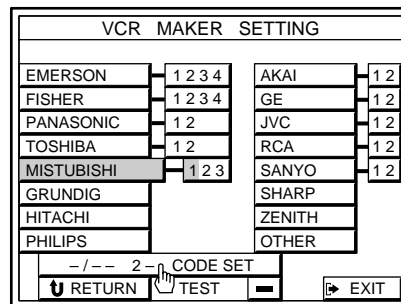 VCR MAKER SETTING
EMERSON 1 2 3 4 AKAI 1 2
FISHER 1 2 3 4 GE 1 2
PANASONIC 1 2 JVC 1 2
TOSHIBA 1 2 RCA 1 2
MISTUBISHI 1 2 3 SANYO 1 2
GRUNDIG SHARP
HITACHI ZENITH
PHILIPS OTHER
–/–– 2– CODE SET
RETURN TEST EXIT